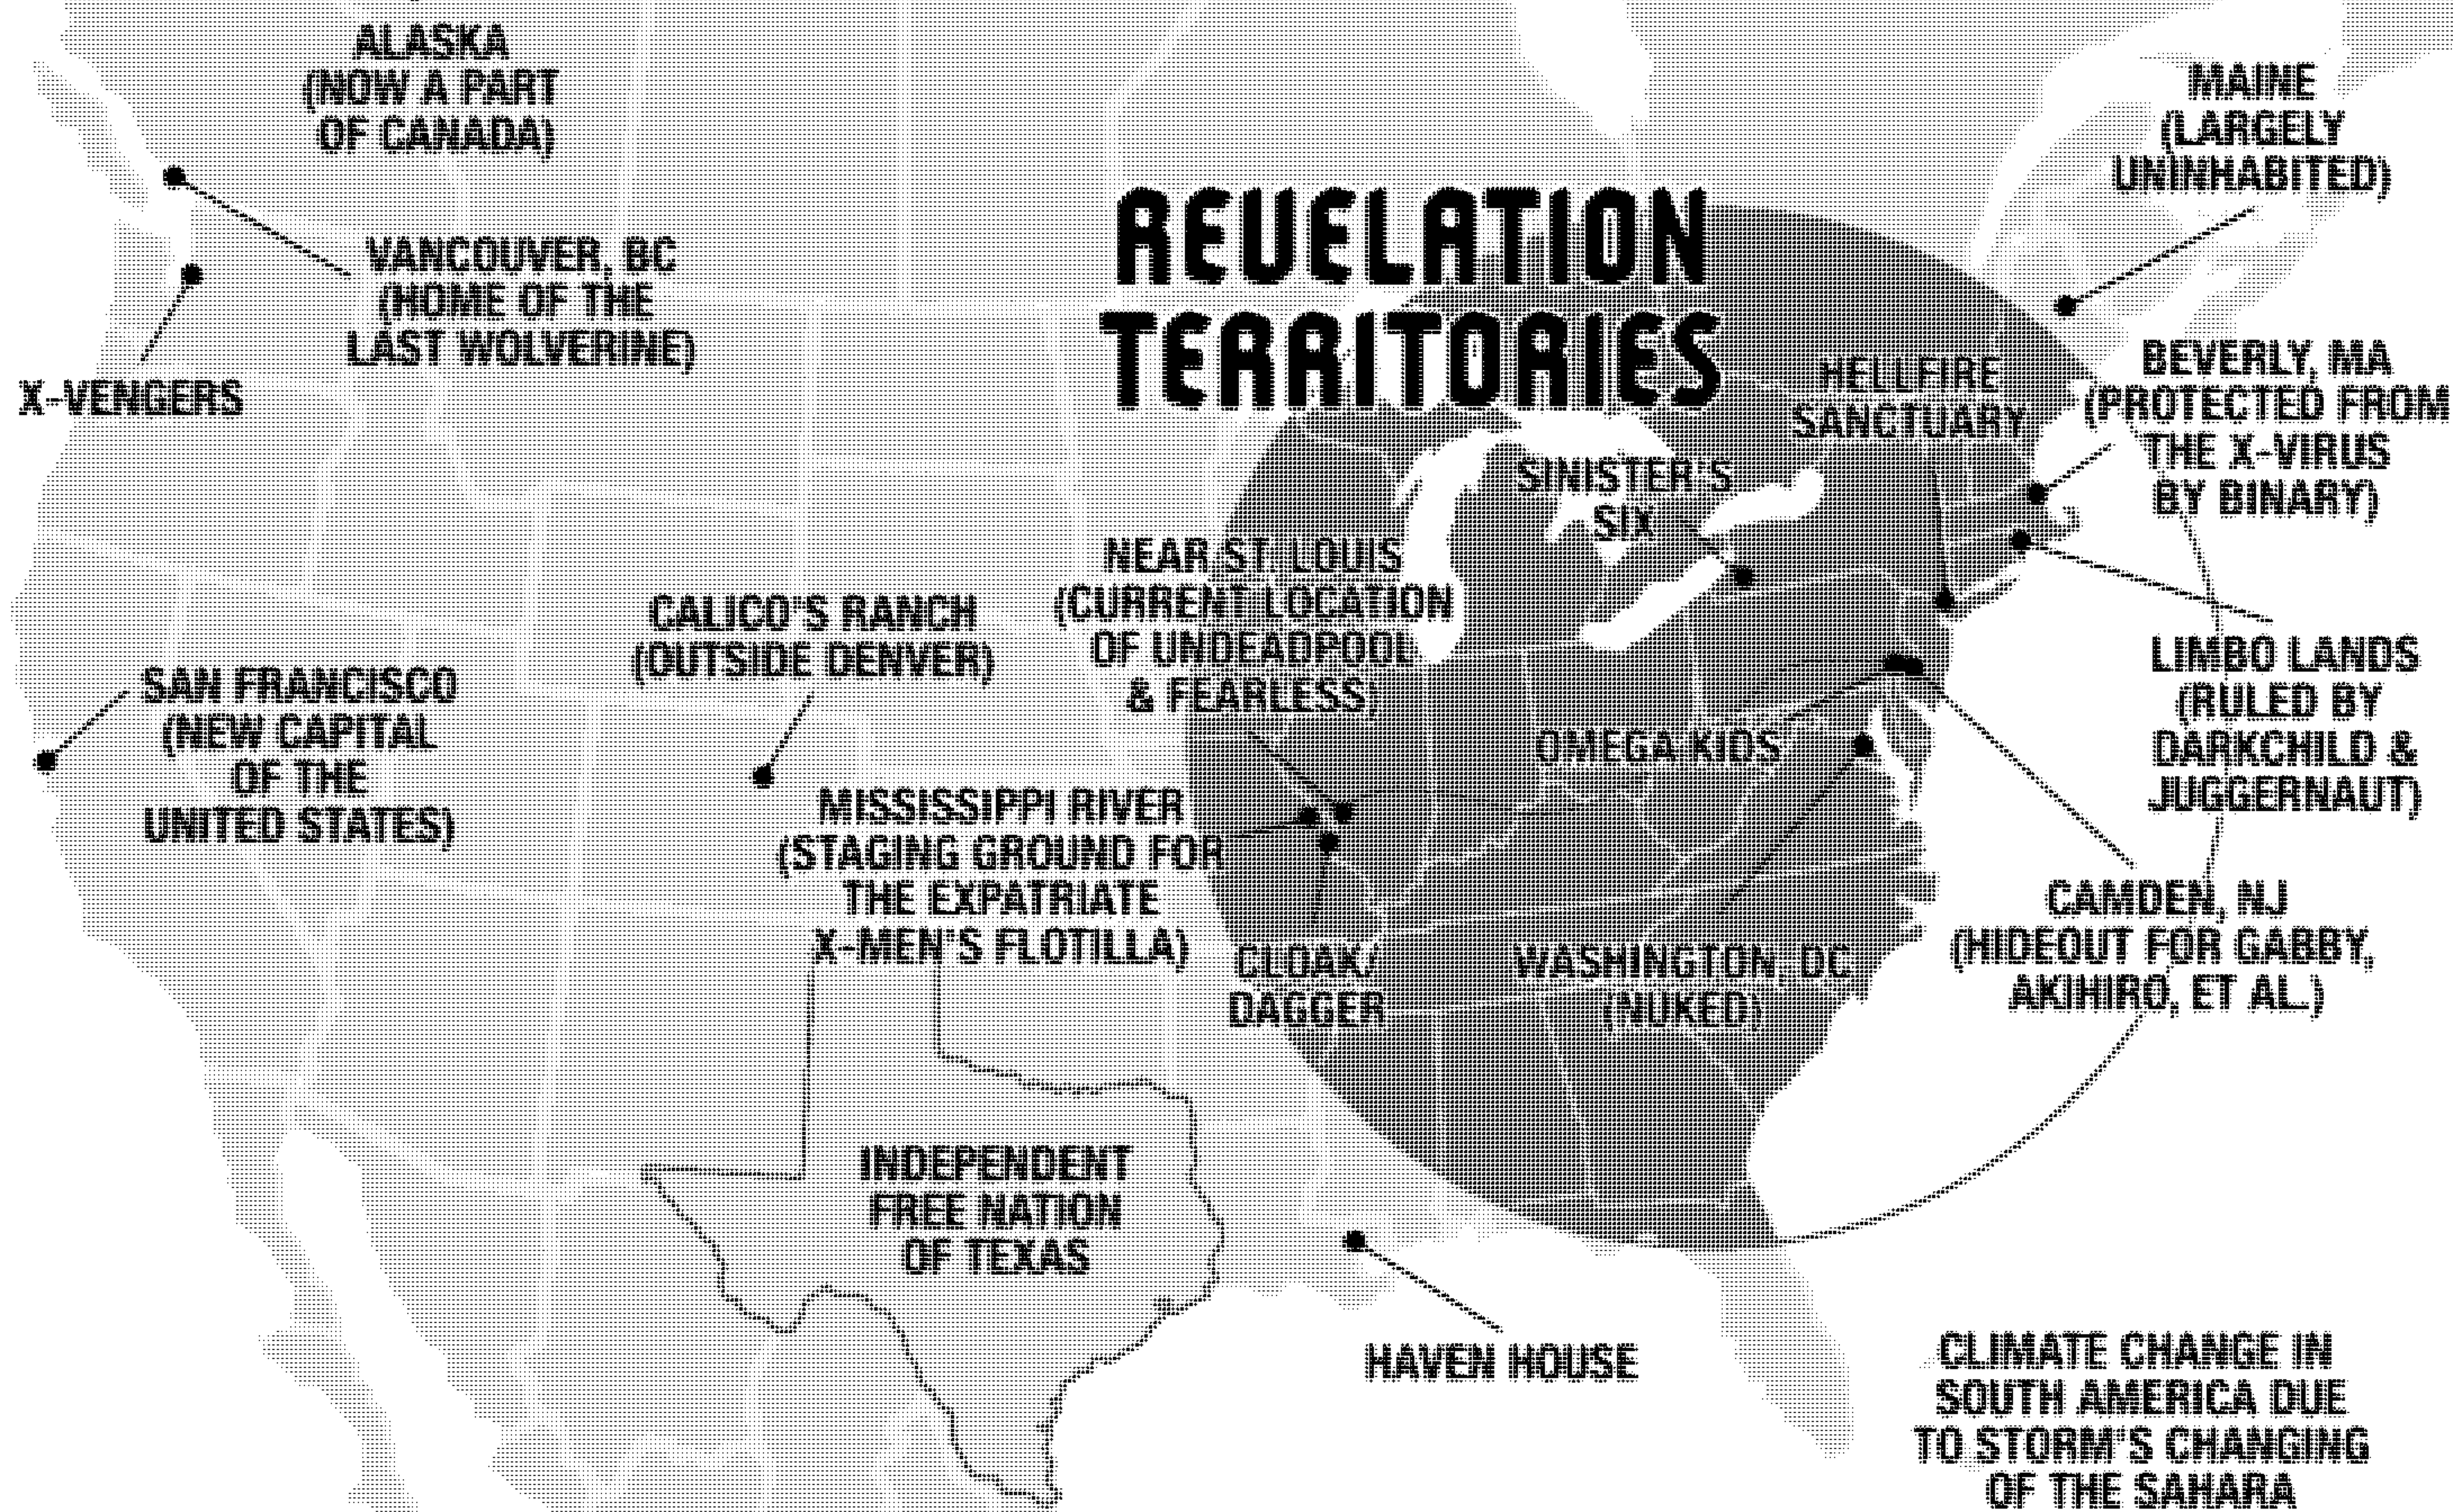 ALASKA
(NOW A PART
OF CANADA)
MAINE
(LARGELY
UNINHABITED)
REVELATION
TERRITORIES
VANCOUVER, BC
(HOME OF THE
LAST WOLVERINE)
X-VENGERS
HELLFIRE
SANCTUARY
BEVERLY, MA
(PROTECTED FROM
THE X-VIRUS
BY BINARY)
SINISTER'S
SIX
NEAR ST. LOUIS
(CURRENT LOCATION
OF UNDEADPOOL
& FEARLESS)
CALICO'S RANCH
(OUTSIDE DENVER)
SAN FRANCISCO
(NEW CAPITAL
OF THE
UNITED STATES)
LIMBO LANDS
(RULED BY
DARKCHILD &
JUGGERNAUT)
OMEGA KIDS
MISSISSIPPI RIVER
(STAGING GROUND FOR
THE EXPATRIATE
X-MEN'S FLOTILLA)
CLOAK/
DAGGER
WASHINGTON, DC
(NUKED)
CAMDEN, NJ
(HIDEOUT FOR GABBY,
AKIHIRO, ET AL.)
INDEPENDENT
FREE NATION
OF TEXAS
HAVEN HOUSE
CLIMATE CHANGE IN
SOUTH AMERICA DUE
TO STORM'S CHANGING
OF THE SAHARA